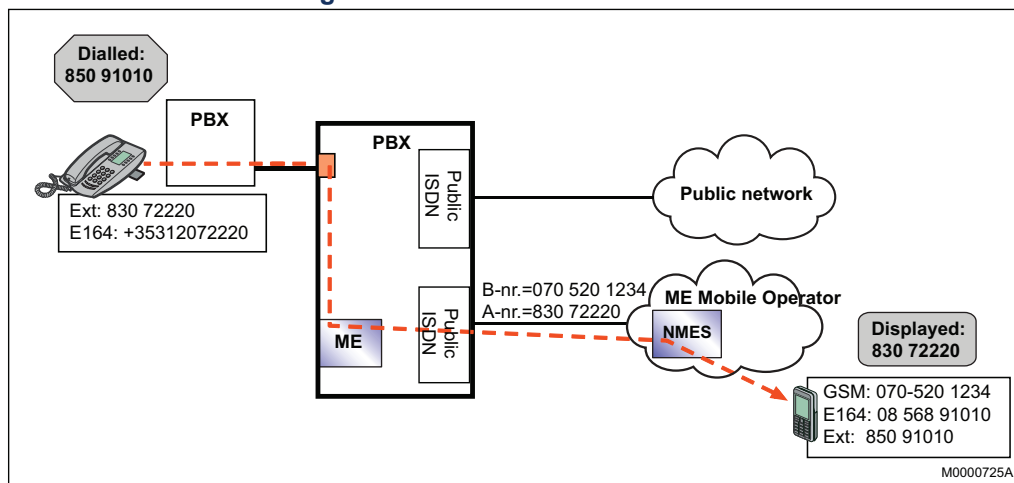 Dialled:
850 91010
PBX
PBX
Public
ISDN
Public network
Ext: 830 72220
E164: +35312072220
B-nr.=070 520 1234
A-nr.=830 72220
ME Mobile Operator
Public
ISDN
ME
NMES
Displayed:
830 72220
GSM: 070-520 1234
E164: 08 568 91010
Ext: 850 91010
M0000725A